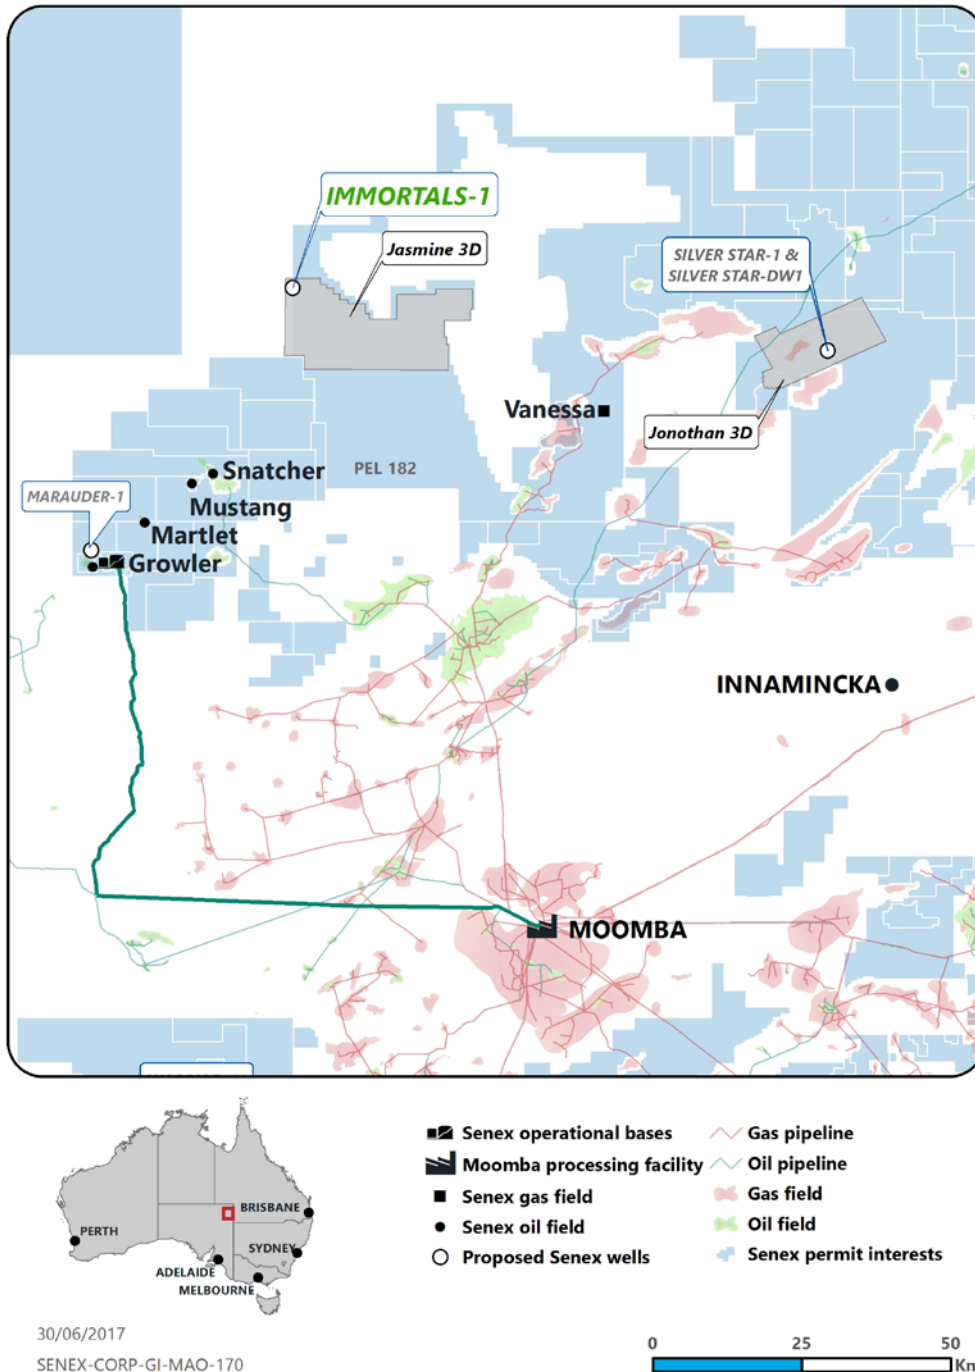 IMMORTALS-1
Jasmine 3D
SILVER STAR-1 &
SILVER STAR-DW1
Vanessa
Jonothan 3D
PEL 182
Snatcher
MARAUDER-1
Mustang
Martlet
Growler
INNAMINCKA
MOOMBA
Senex operational bases
Moomba processing facility
Senex gas field
Senex oil field
Proposed Senex wells
Gas pipeline
Oil pipeline
Gas field
Oil field
Senex permit interests
BRISBANE
PERTH
SYDNEY
ADELAIDE
MELBOURNE
30/06/2017
SENEX-CORP-GI-MAO-170
0 25 50
Km